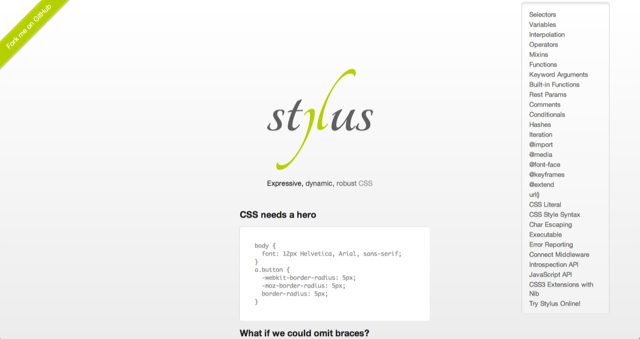 Fork me on GitHub
stylus
Expressive, dynamic, robust CSS
CSS needs a hero
body {
  font: 12px Helvetica, Arial, sans-serif;
}
a.button {
  -webkit-border-radius: 5px;
  -moz-border-radius: 5px;
  border-radius: 5px;
}
What if we could omit braces?
Selectors
Variables
Interpolation
Operators
Mixins
Functions
Keyword Arguments
Built-in Functions
Rest Params
Comments
Conditionals
Hashes
Iteration
@import
@media
@font-face
@keyframes
@extend
url()
CSS Literal
CSS Style Syntax
Char Escaping
Executable
Error Reporting
Connect Middleware
Introspection API
JavaScript API
CSS3 Extensions with
Nib
Try Stylus Online!